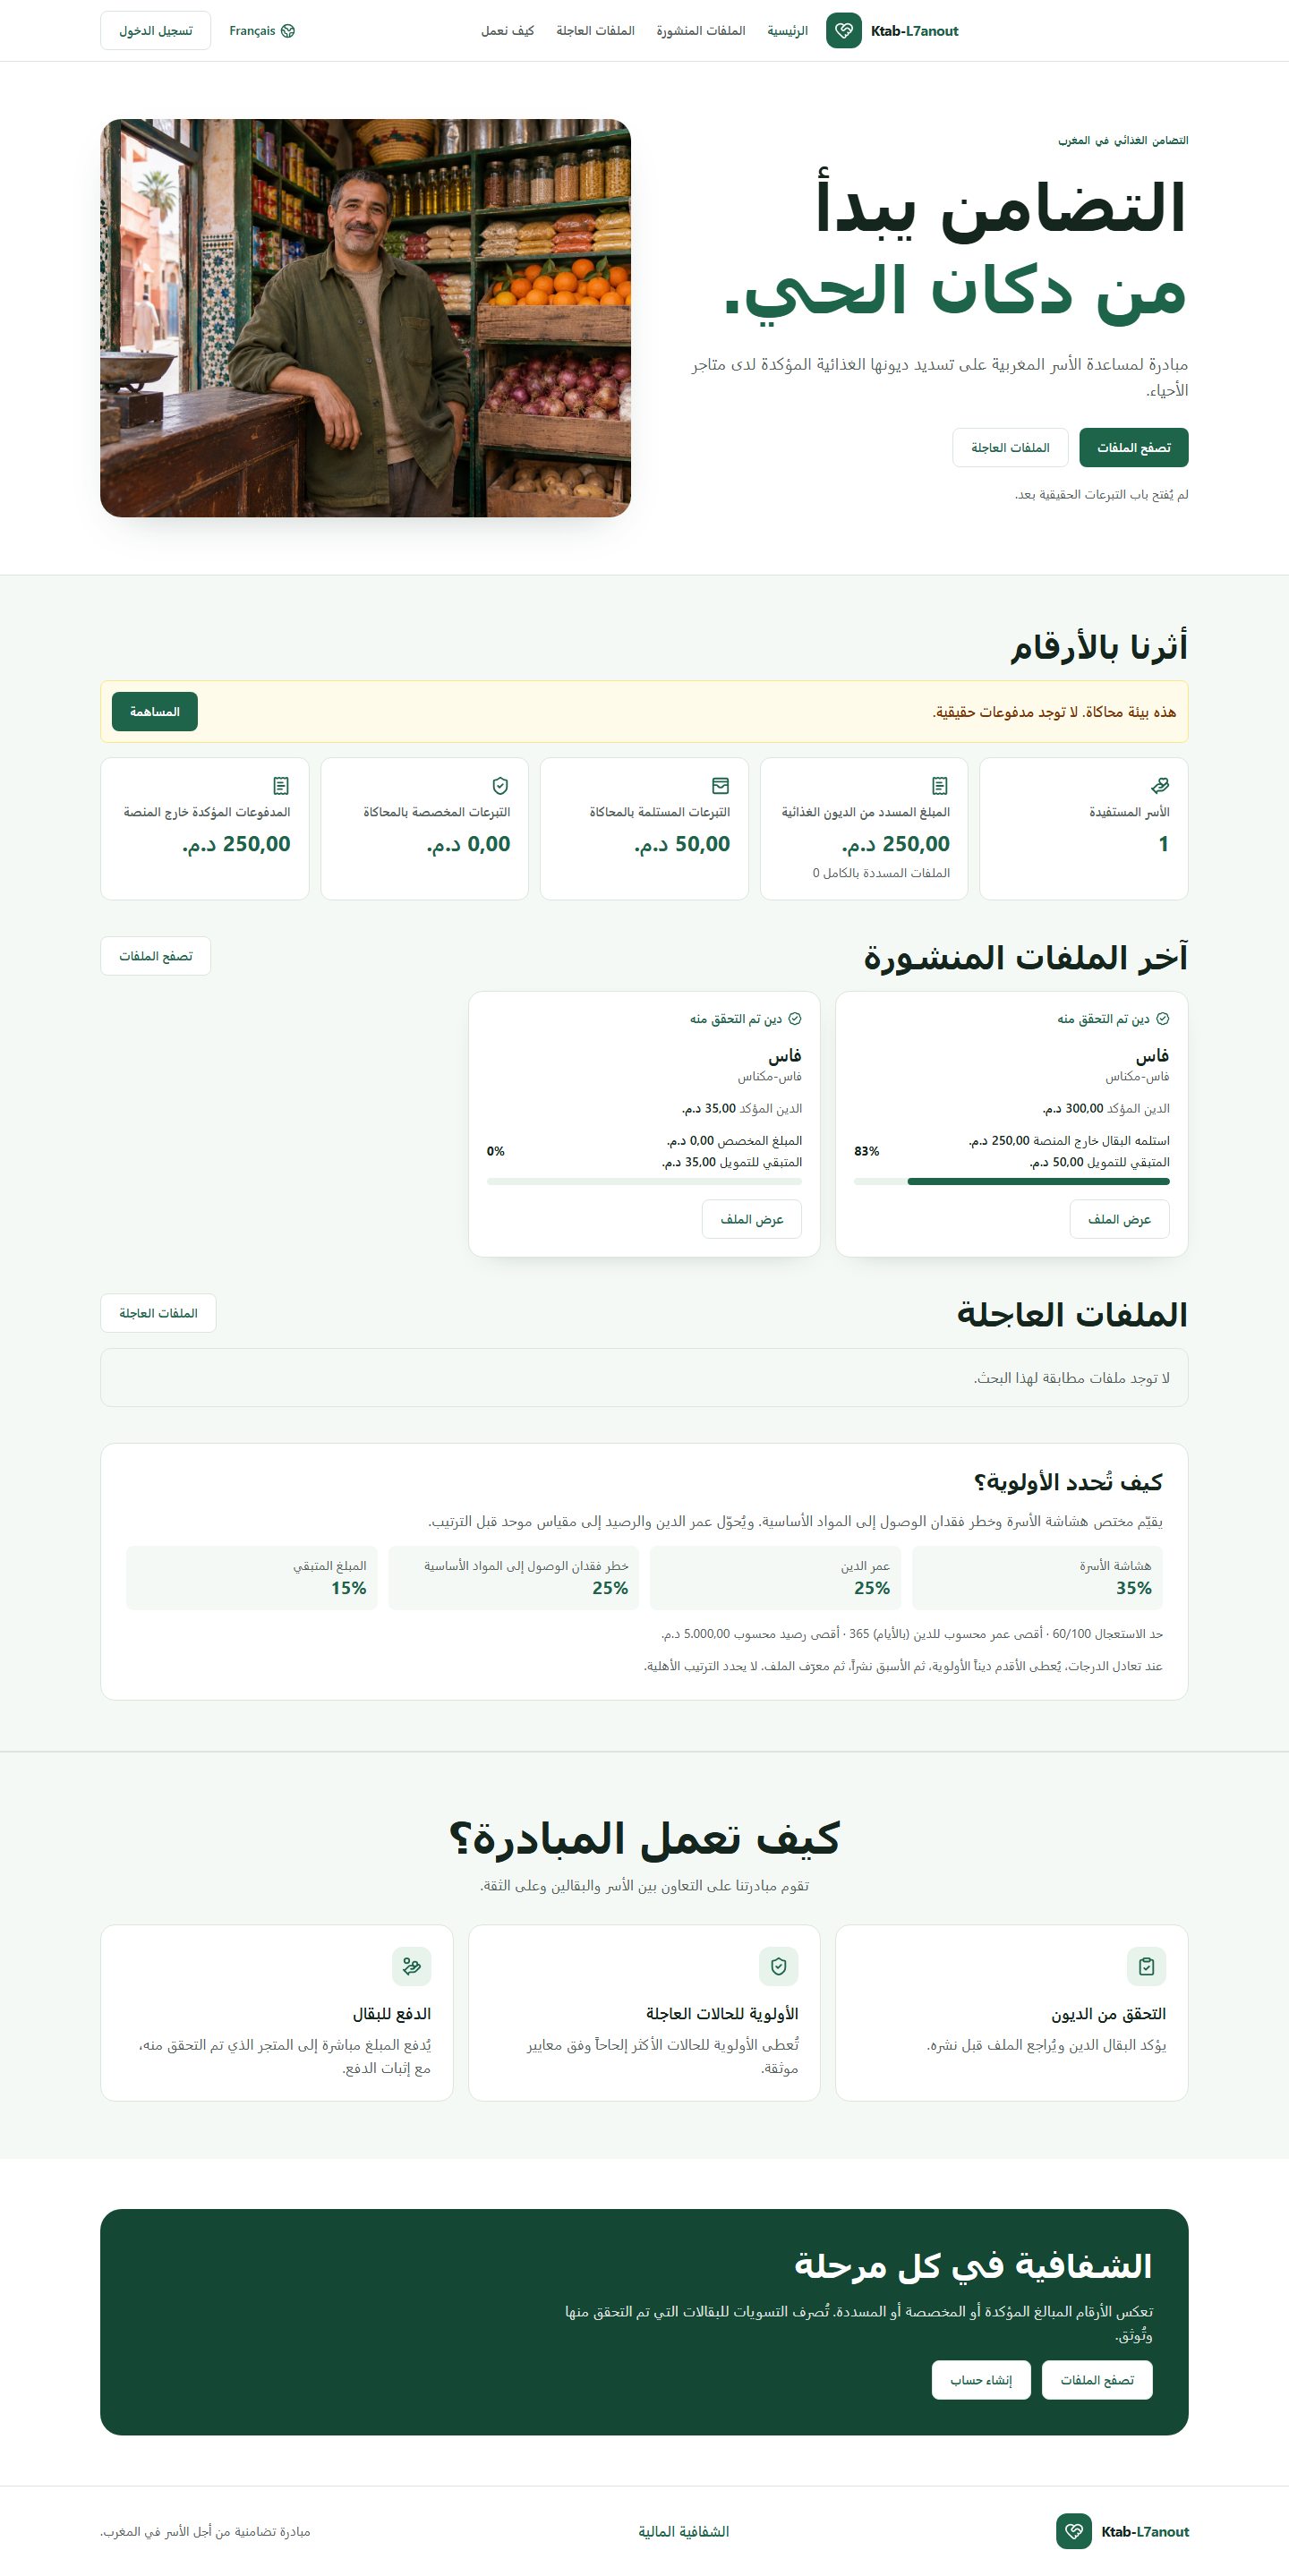 Ktab-L7anout
الرئيسية
الملفات المنشورة
الملفات العاجلة
كيف نعمل
Français
تسجيل الدخول
التضامن الغذائي في المغرب
التضامن يبدأ
من دكان الحي.
مبادرة لمساعدة الأسر المغربية على تسديد ديونها الغذائية المؤكدة لدى متاجر
الأحياء.
تصفح الملفات
الملفات العاجلة
لم يُفتح باب التبرعات الحقيقية بعد.
أثرنا بالأرقام
هذه بيئة محاكاة. لا توجد مدفوعات حقيقية.
المساهمة
الأسر المستفيدة
1
المبلغ المسدد من الديون الغذائية
250,00 د.م.
الملفات المسددة بالكامل 0
التبرعات المستلمة بالمحاكاة
50,00 د.م.
التبرعات المخصصة بالمحاكاة
0,00 د.م.
المدفوعات المؤكدة خارج المنصة
250,00 د.م.
آخر الملفات المنشورة
تصفح الملفات
دين تم التحقق منه
فاس
فاس-مكناس
الدين المؤكد 300,00 د.م.
استلمه البقال خارج المنصة 250,00 د.م.
المتبقي للتمويل 50,00 د.م.
83%
عرض الملف
دين تم التحقق منه
فاس
فاس-مكناس
الدين المؤكد 35,00 د.م.
المبلغ المخصص 0,00 د.م.
المتبقي للتمويل 35,00 د.م.
0%
عرض الملف
الملفات العاجلة
الملفات العاجلة
لا توجد ملفات مطابقة لهذا البحث.
كيف تُحدد الأولوية؟
يقيّم مختص هشاشة الأسرة وخطر فقدان الوصول إلى المواد الأساسية. ويُحوّل عمر الدين والرصيد إلى مقياس موحد قبل الترتيب.
هشاشة الأسرة
35%
عمر الدين
25%
خطر فقدان الوصول إلى المواد الأساسية
25%
المبلغ المتبقي
15%
حد الاستعجال 60/100 · أقصى عمر محسوب للدين (بالأيام) 365 · أقصى رصيد محسوب 5.000,00 د.م.
عند تعادل الدرجات، يُعطى الأقدم ديناً الأولوية، ثم الأسبق نشراً، ثم معرّف الملف. لا يحدد الترتيب الأهلية.
كيف تعمل المبادرة؟
تقوم مبادرتنا على التعاون بين الأسر والبقالين وعلى الثقة.
التحقق من الديون
يؤكد البقال الدين ويُراجع الملف قبل نشره.
الأولوية للحالات العاجلة
تُعطى الأولوية للحالات الأكثر إلحاحاً وفق معايير
موثقة.
الدفع للبقال
يُدفع المبلغ مباشرة إلى المتجر الذي تم التحقق منه،
مع إثبات الدفع.
الشفافية في كل مرحلة
تعكس الأرقام المبالغ المؤكدة أو المخصصة أو المسددة. تُصرف التسويات للبقالات التي تم التحقق منها
وتُوثق.
تصفح الملفات
إنشاء حساب
Ktab-L7anout
الشفافية المالية
مبادرة تضامنية من أجل الأسر في المغرب.